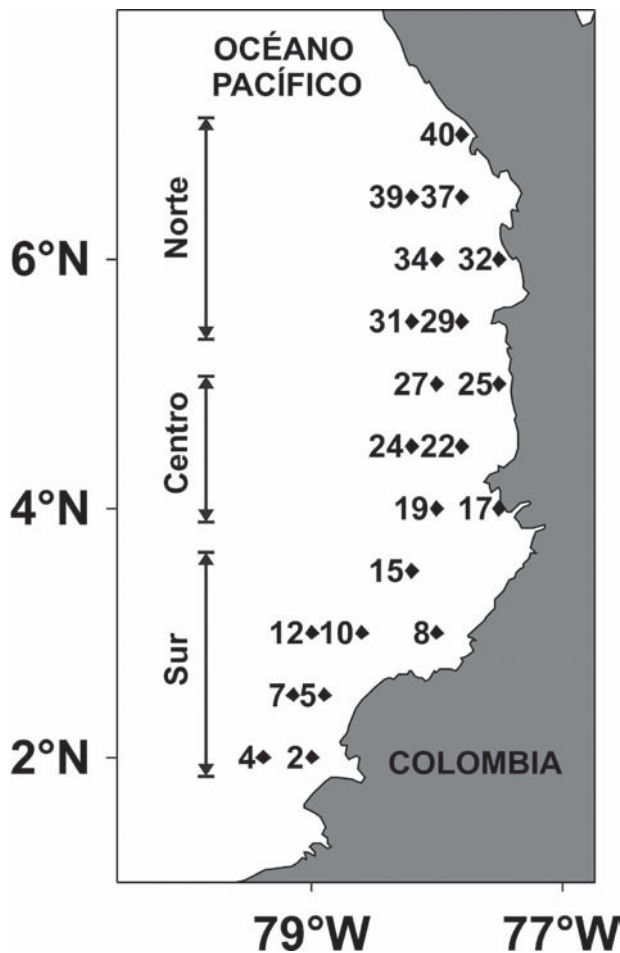 OCÉANO
PACÍFICO
40
Norte
39 37
6°N
34 32
31 29
27 25
Centro
24 22
4°N
19 17
15
Sur
12 10 8
7 5
2°N
4 2
COLOMBIA
79°W 77°W